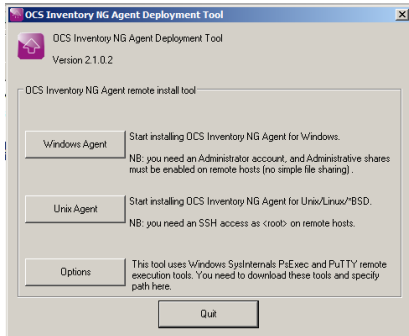 OCS Inventory NG Agent Deployment Tool
OCS Inventory NG Agent Deployment Tool
Version 2.1.0.2
OCS Inventory NG Agent remote install tool
Windows Agent
Start installing OCS Inventory NG Agent for Windows.
NB: you need an Administrator account, and Administrative shares
must be enabled on remote hosts (no simple file sharing) .
Unix Agent
Start installing OCS Inventory NG Agent for Unix/Linux/*BSD.
NB: you need an SSH access as <root> on remote hosts.
Options
This tool uses Windows SysInternals PsExec and PuTTY remote
execution tools. You need to download these tools and specify
path here.
Quit